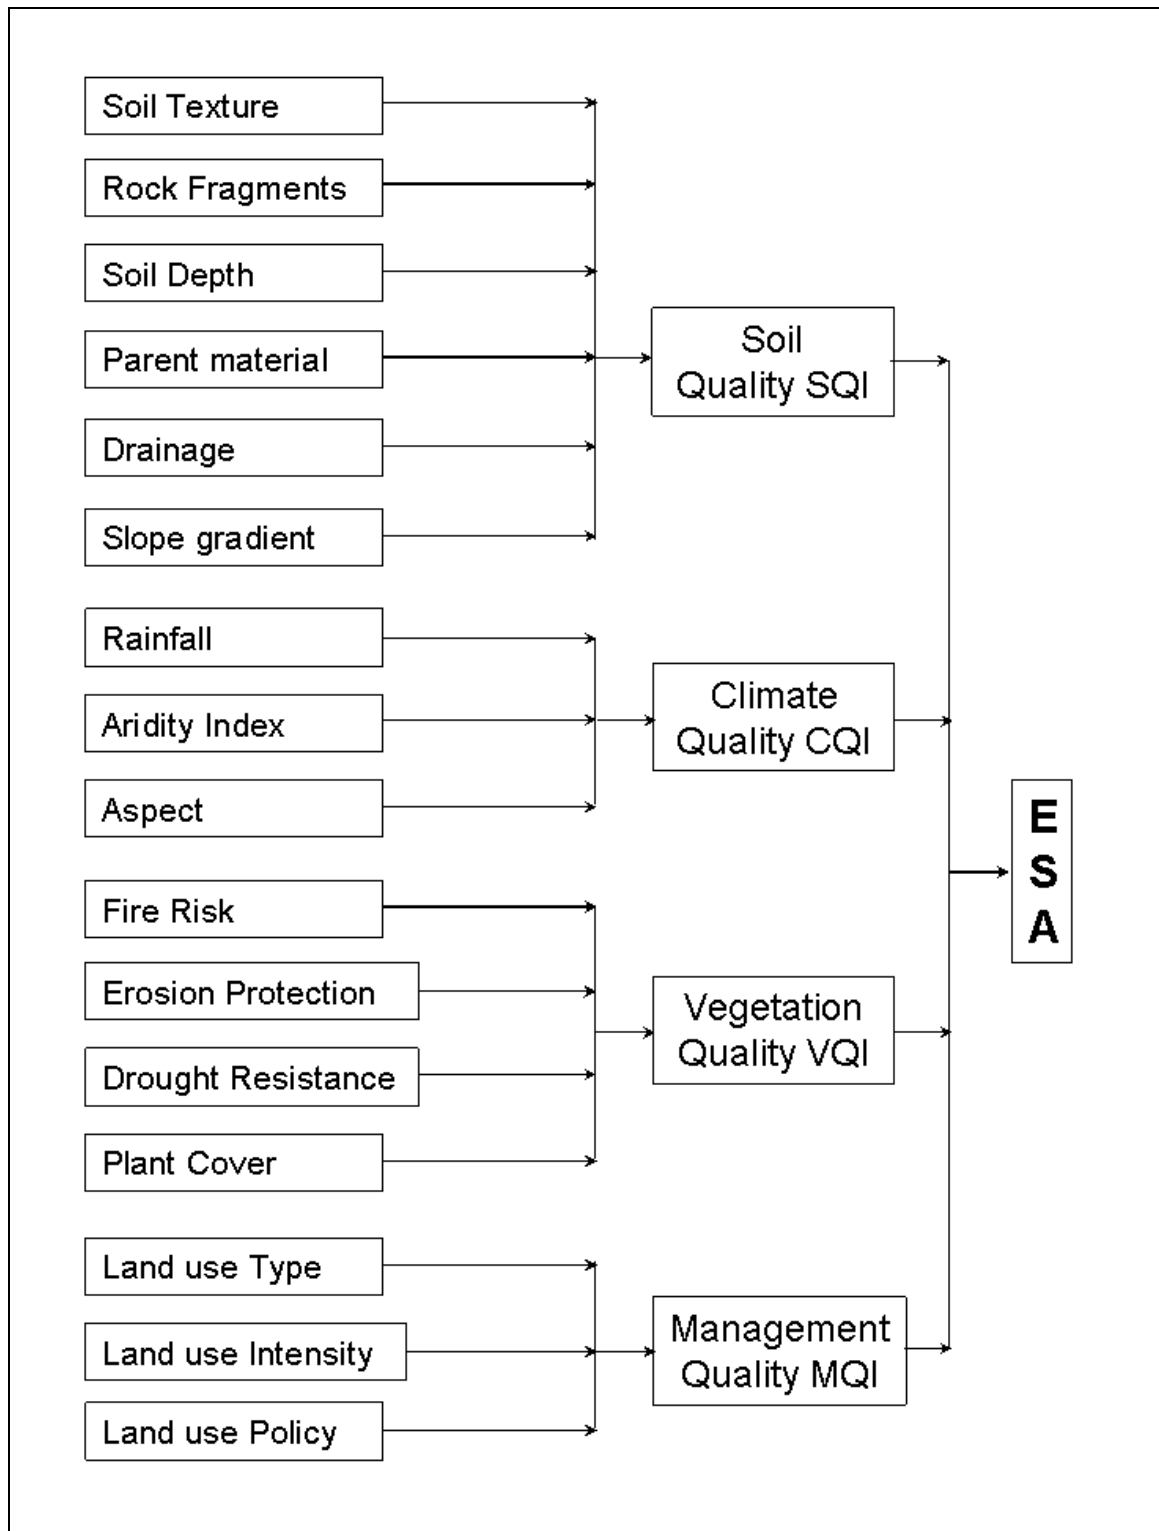 Soil Texture
Rock Fragments
Soil Depth
Parent material
Drainage
Slope gradient
Soil
Quality SQI
Rainfall
Aridity Index
Aspect
Climate
Quality CQI
Fire Risk
Erosion Protection
Drought Resistance
Plant Cover
Vegetation
Quality VQI
Land use Type
Land use Intensity
Land use Policy
Management
Quality MQI
E
S
A